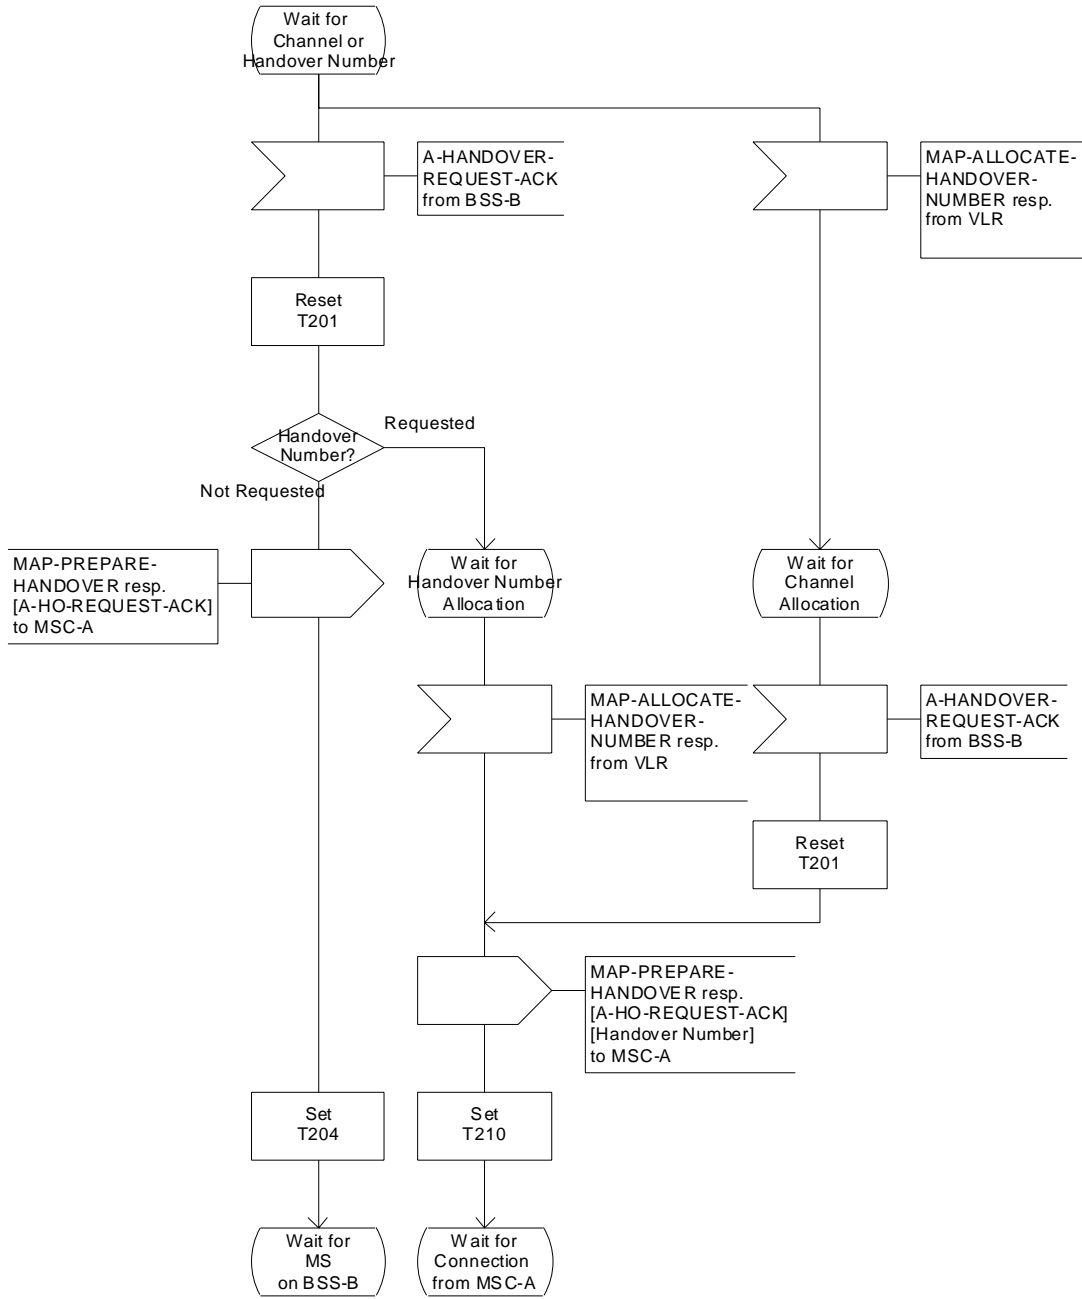 Wait for
Channel or
Handover Number
A-HANDOVER-
REQUEST-ACK
from BSS-B
MAP-ALLOCATE-
HANDOVER-
NUMBER resp.
from VLR
Reset
T201
Handover
Number?
Requested
Not Requested
MAP-PREPARE-
HANDOVER resp.
[A-HO-REQUEST-ACK]
to MSC-A
Wait for
Handover Number
Allocation
Wait for
Channel
Allocation
MAP-ALLOCATE-
HANDOVER-
NUMBER resp.
from VLR
A-HANDOVER-
REQUEST-ACK
from BSS-B
Reset
T201
MAP-PREPARE-
HANDOVER resp.
[A-HO-REQUEST-ACK]
[Handover Number]
to MSC-A
Set
T204
Set
T210
Wait for
MS
on BSS-B
Wait for
Connection
from MSC-A